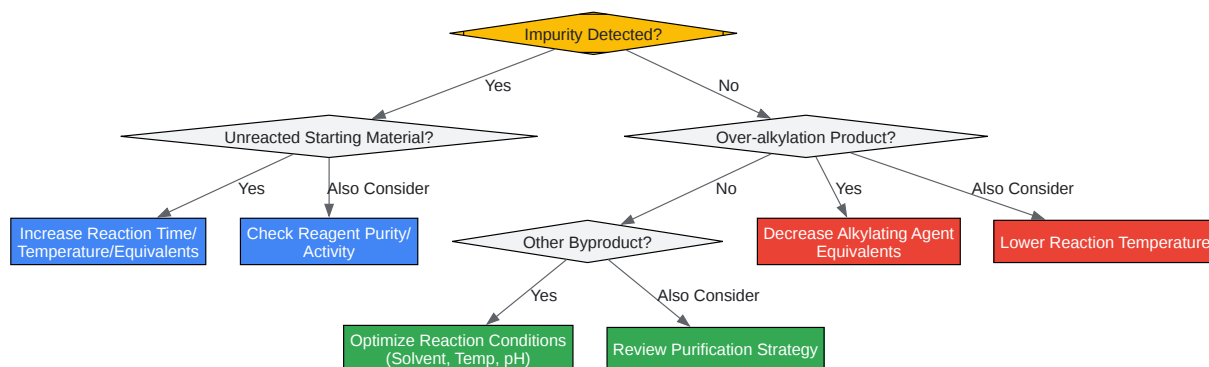 Impurity Detected?
Yes
No
Unreacted Starting Material?
Over-alkylation Product?
Yes
Also Consider
No
Yes
Also Consider
Increase Reaction Time/
Temperature/Equivalents
Check Reagent Purity/
Activity
Other Byproduct?
Decrease Alkylating Agent
Equivalents
Lower Reaction Temperature
Yes
Also Consider
Optimize Reaction Conditions
(Solvent, Temp, pH)
Review Purification Strategy